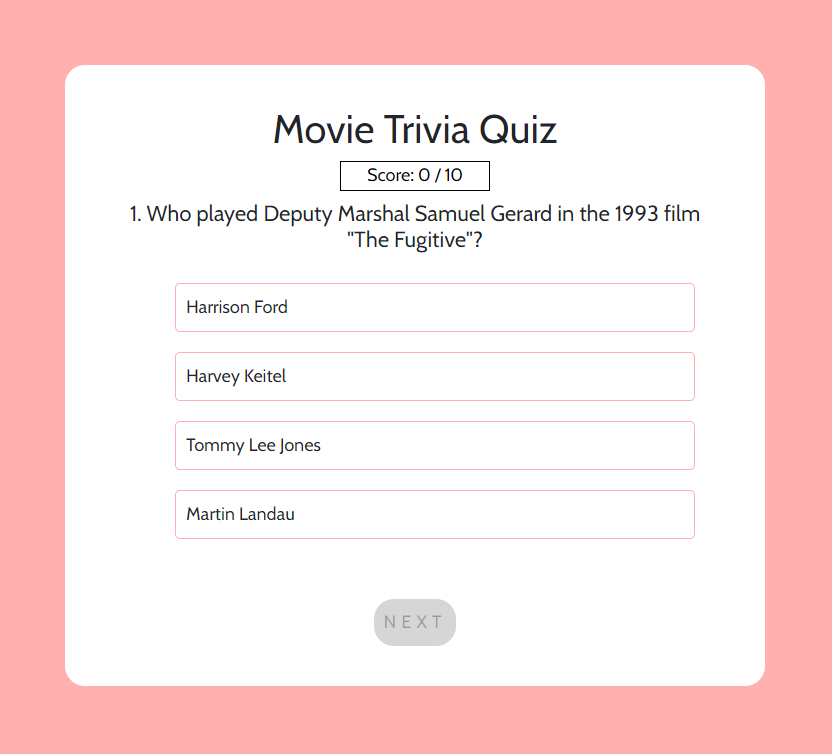 Movie Trivia Quiz
Score: 0 / 10
1. Who played Deputy Marshal Samuel Gerard in the 1993 film
"The Fugitive"?
Harrison Ford
Harvey Keitel
Tommy Lee Jones
Martin Landau
NEXT